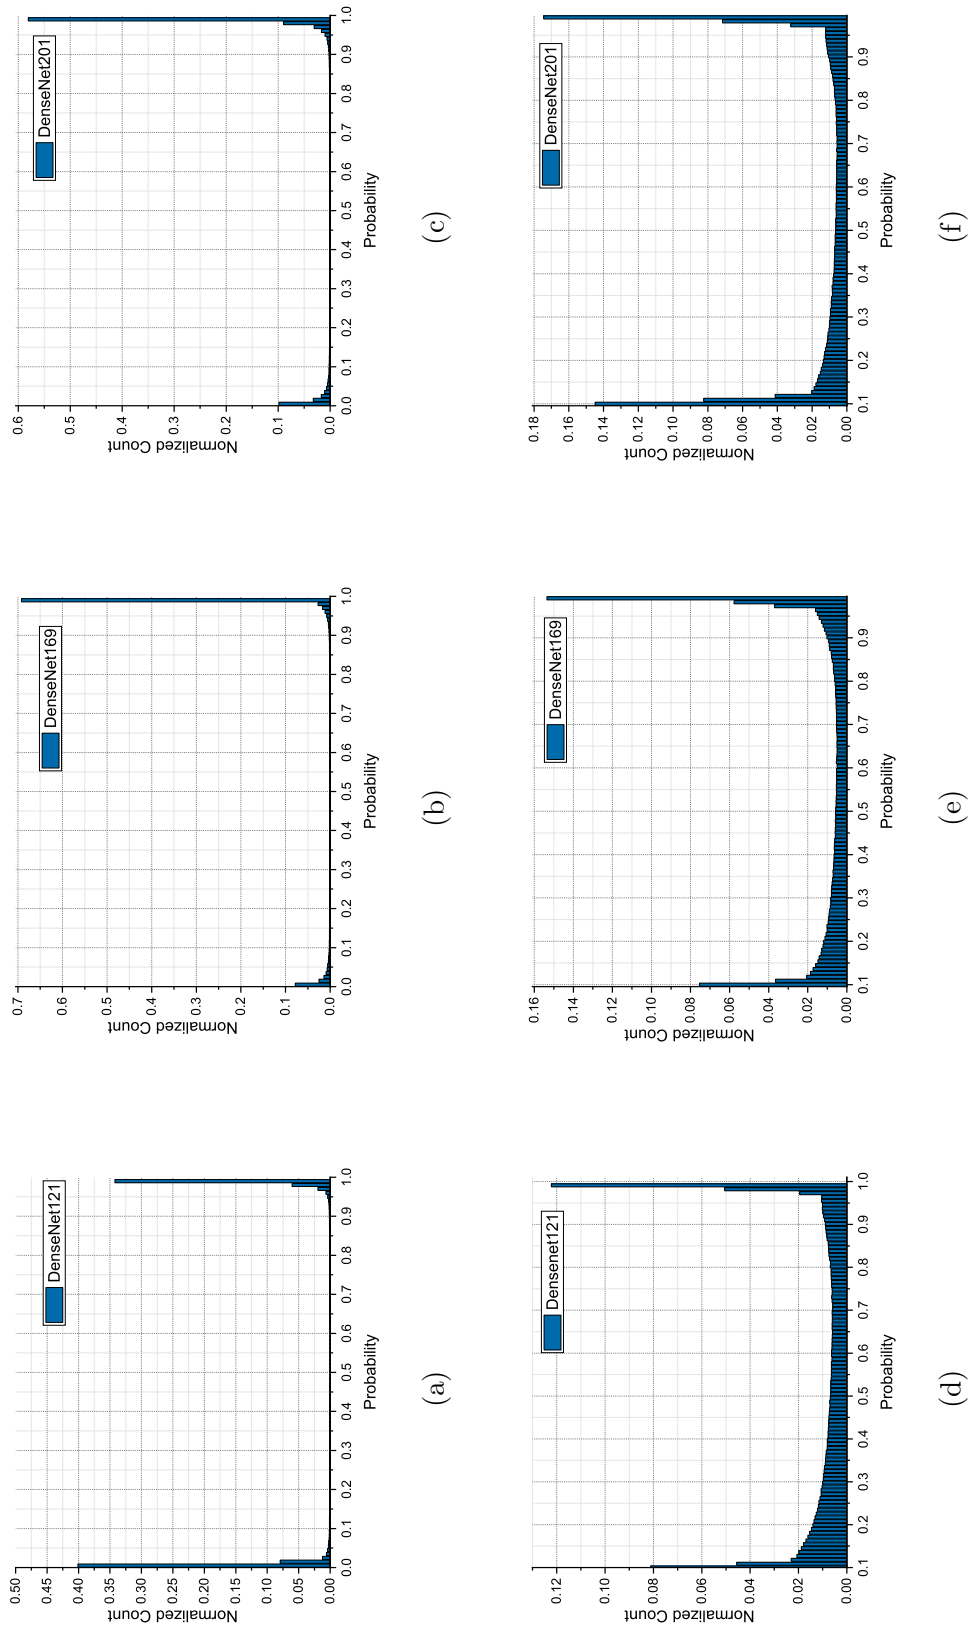 0.50
0.45
0.40
0.35
0.30
0.25
0.20
0.15
0.10
0.05
0.00
Normalized Count
DenseNet121
0.0 0.1 0.2 0.3 0.4 0.5 0.6 0.7 0.8 0.9 1.0
Probability
(a)
0.7
0.6
0.5
0.4
0.3
0.2
0.1
0.0
Normalized Count
DenseNet169
0.0 0.1 0.2 0.3 0.4 0.5 0.6 0.7 0.8 0.9 1.0
Probability
(b)
0.6
0.5
0.4
0.3
0.2
0.1
0.0
Normalized Count
DenseNet201
0.0 0.1 0.2 0.3 0.4 0.5 0.6 0.7 0.8 0.9 1.0
Probability
(c)
0.12
0.10
0.08
0.06
0.04
0.02
0.00
Normalized Count
Densenet121
0.1 0.2 0.3 0.4 0.5 0.6 0.7 0.8 0.9 1.0
Probability
(d)
0.16
0.14
0.12
0.10
0.08
0.06
0.04
0.02
0.00
Normalized Count
DenseNet169
0.1 0.2 0.3 0.4 0.5 0.6 0.7 0.8 0.9
Probability
(e)
0.18
0.16
0.14
0.12
0.10
0.08
0.06
0.04
0.02
0.00
Normalized Count
DenseNet201
0.1 0.2 0.3 0.4 0.5 0.6 0.7 0.8 0.9
Probability
(f)